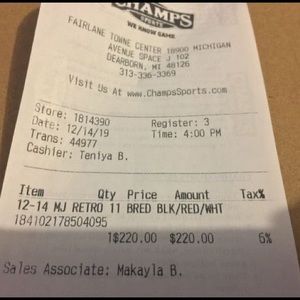 CHAMPS
SPORTS
WE KNOW GAME.
FAIRLANE TOWNE CENTER 18900 MICHIGAN
AVENUE SPACE J 102
DEARBORN, MI 48126
313-336-3369
Visit Us At www.ChampsSports.com
Store: 1814390 Register: 3
Date: 12/14/19 Time: 4:00 PM
Trans: 44977
Cashier: Teniya B.
Item Qty Price Amount Tax%
12-14 MJ RETRO 11 BRED BLK/RED/WHT
184102178504095
1$220.00 $220.00 6%
Sales Associate: Makayla B.